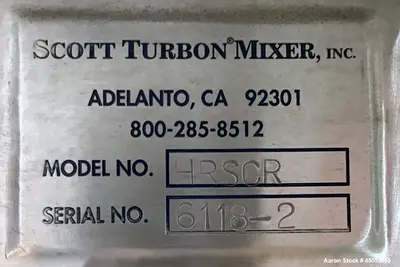 SCOTT TURBON® MIXER, INC.
ADELANTO, CA 92301
800-285-8512
MODEL NO. HRSCR
SERIAL NO. 6118-2
Aaron Stock #